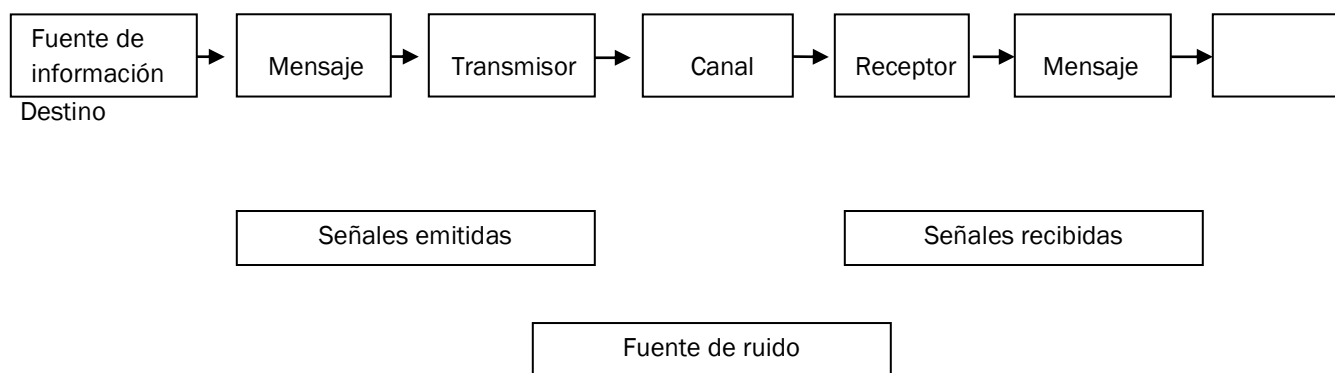 Fuente de
información
Mensaje
Transmisor
Canal
Receptor
Mensaje
Destino
Señales emitidas
Señales recibidas
Fuente de ruido